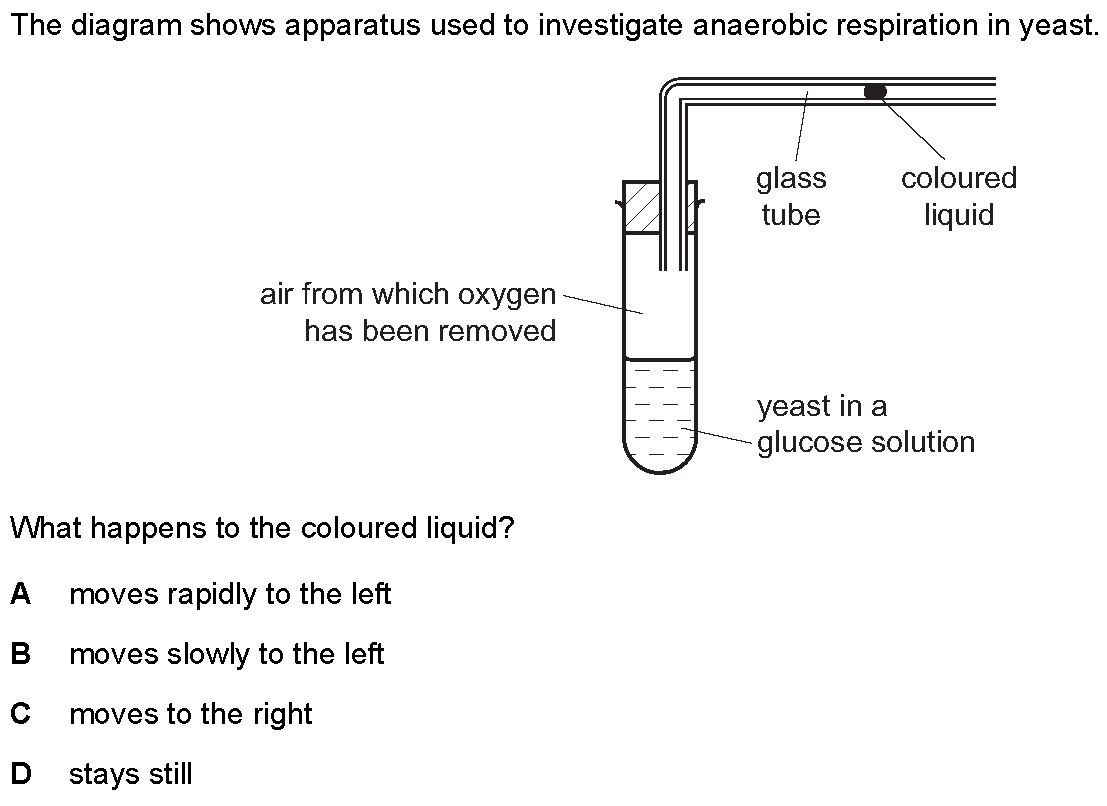 The diagram shows apparatus used to investigate anaerobic respiration in yeast.
glass
tube
coloured
liquid
air from which oxygen
has been removed
yeast in a
glucose solution
What happens to the coloured liquid?
A moves rapidly to the left
B moves slowly to the left
C moves to the right
D stays still